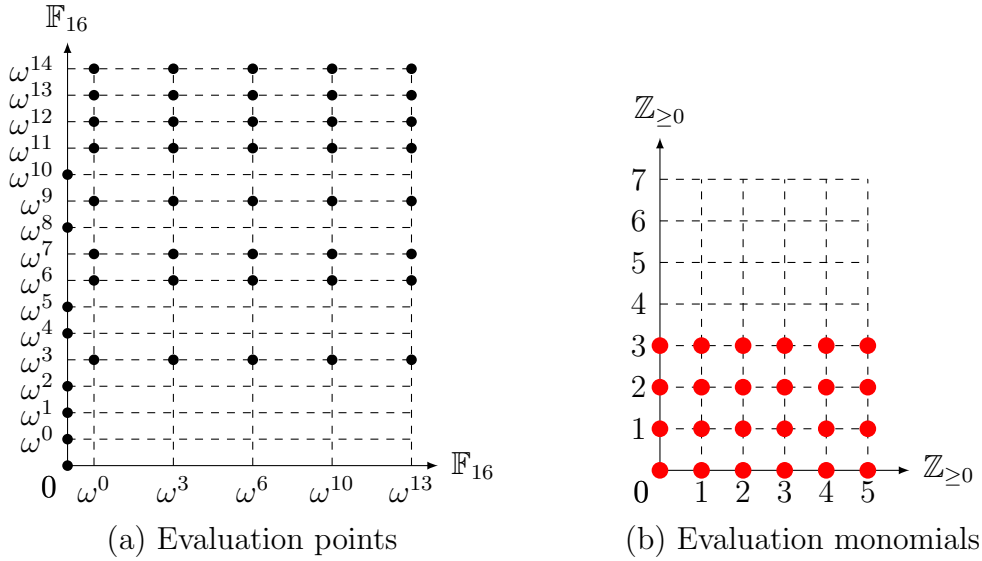 𝔽₁₆
ω¹⁴
ω¹³
ω¹²
ω¹¹
ω¹⁰
ω⁹
ω⁸
ω⁷
ω⁶
ω⁵
ω⁴
ω³
ω²
ω¹
ω⁰
0 ω⁰ ω³ ω⁶ ω¹⁰ ω¹³ 𝔽₁₆
(a) Evaluation points
ℤ≥0
7
6
5
4
3
2
1
0 1 2 3 4 5 ℤ≥0
(b) Evaluation monomials